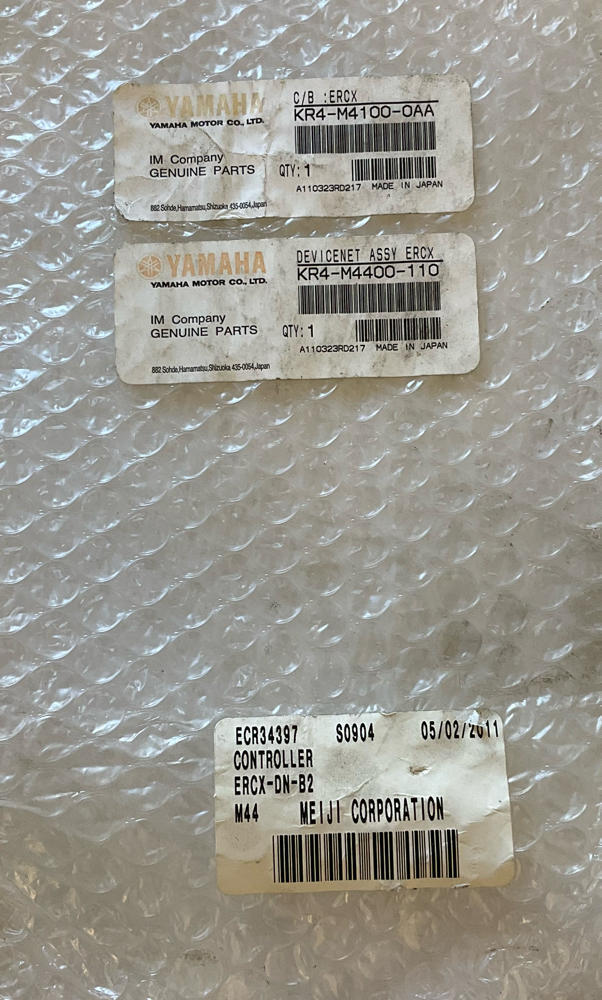 YAMAHA
YAMAHA MOTOR CO., LTD.
IM Company
GENUINE PARTS
882 Sohde,Hamamatsu,Shizuoka 435-0054,Japan
C/B :ERCX
KR4-M4100-0AA
QTY: 1
A110323RD217 MADE IN JAPAN
YAMAHA
YAMAHA MOTOR CO., LTD.
IM Company
GENUINE PARTS
882 Sohde,Hamamatsu,Shizuoka 435-0054,Japan
DEVICENET ASSY ERCX
KR4-M4400-110
QTY: 1
A110323RD217 MADE IN JAPAN
ECR34397 S0904 05/02/2011
CONTROLLER
ERCX-DN-B2
M44 MEIJI CORPORATION